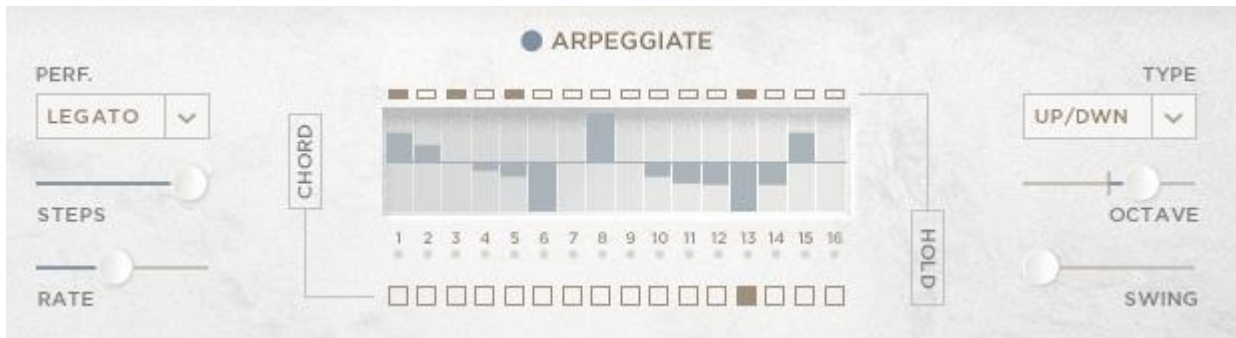 ARPEGGIATE
PERF.
LEGATO
STEPS
RATE
CHORD
1 2 3 4 5 6 7 8 9 10 11 12 13 14 15 16
HOLD
TYPE
UP/DWN
OCTAVE
SWING